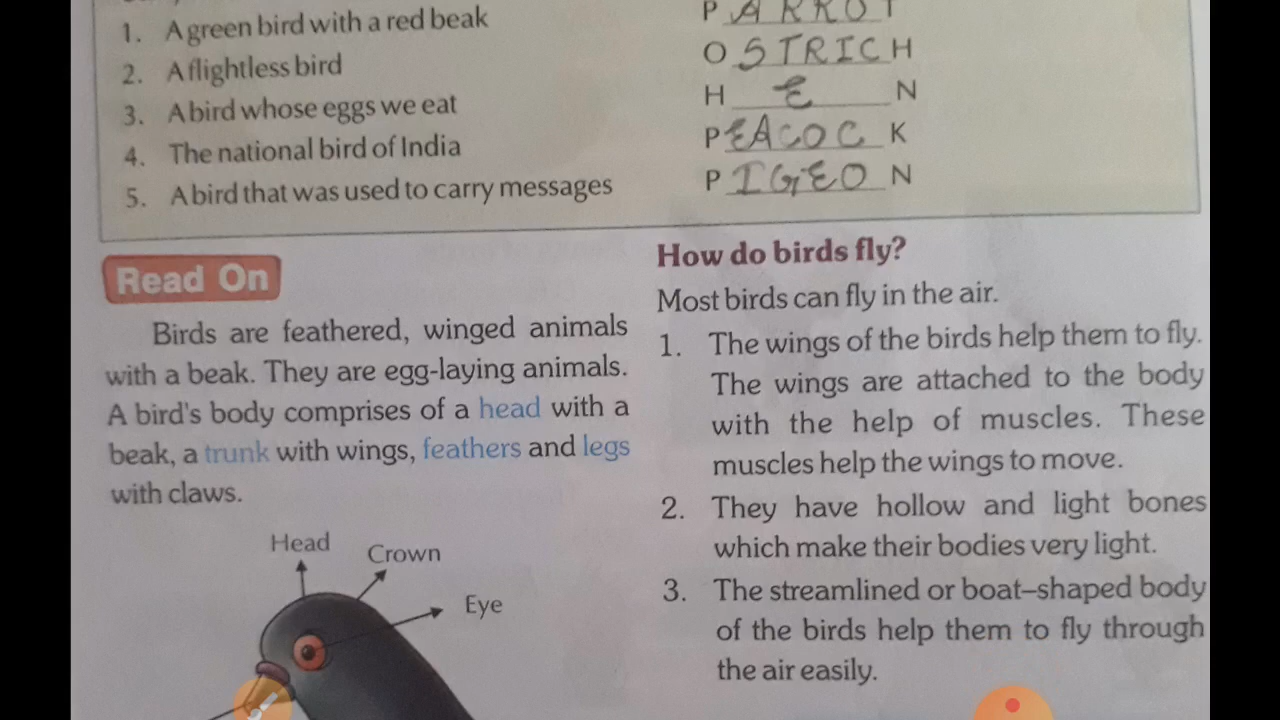 1. A green bird with a red beak P ARROT
2. A flightless bird OSTRICH
3. A bird whose eggs we eat H E N
4. The national bird of India PEACOCK
5. A bird that was used to carry messages PIGEON
Read On
Birds are feathered, winged animals
with a beak. They are egg-laying animals.
A bird's body comprises of a head with a
beak, a trunk with wings, feathers and legs
with claws.
Head
Crown
Eye
How do birds fly?
Most birds can fly in the air.
1. The wings of the birds help them to fly.
The wings are attached to the body
with the help of muscles. These
muscles help the wings to move.
2. They have hollow and light bones
which make their bodies very light.
3. The streamlined or boat–shaped body
of the birds help them to fly through
the air easily.